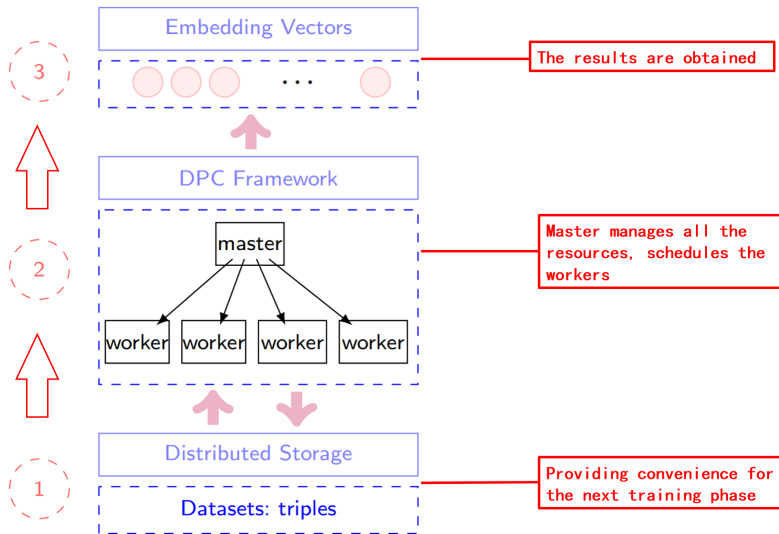 Embedding Vectors
3
...
The results are obtained
DPC Framework
master
2
Master manages all the
resources, schedules the
workers
worker worker worker worker
Distributed Storage
1
Datasets: triples
Providing convenience for
the next training phase